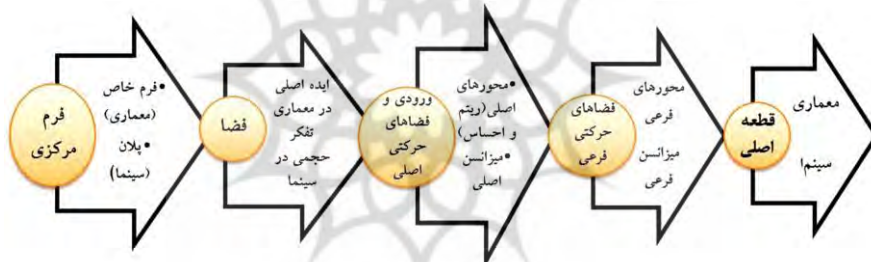 فرم
مرکزی
•فرم خاص
(معماری)
•پلان
(سینما)
فضا
ایده اصلی
در معماری
تفکر
حجمی در
سینما
ورودی و
فضاهای
حرکتی
اصلی
•محورهای
اصلی(ریتم
و احساس)
•میزانسن
اصلی
فضاهای
حرکتی
فرعی
محورهای
فرعی
میزانسن
فرعی
قطعه
اصلی
معماری
سینما